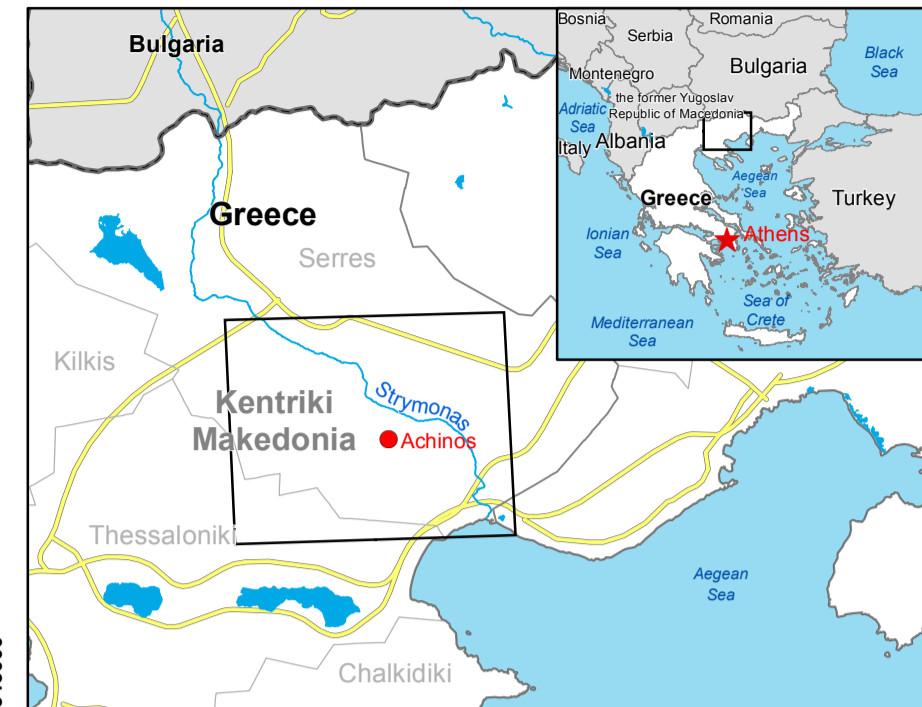 Bulgaria
Greece
Serres
Kilkis
Kentriki
Makedonia
Strymonas
Achinos
Thessaloniki
Chalkidiki
Aegean
Sea
Bosnia
Romania
Serbia
Black
Sea
Bulgaria
Montenegro
the former Yugoslav
Republic of Macedonia
Adriatic
Sea
Italy
Albania
Aegean
Sea
Greece
Turkey
Athens
Ionian
Sea
Sea of
Crete
Mediterranean
Sea